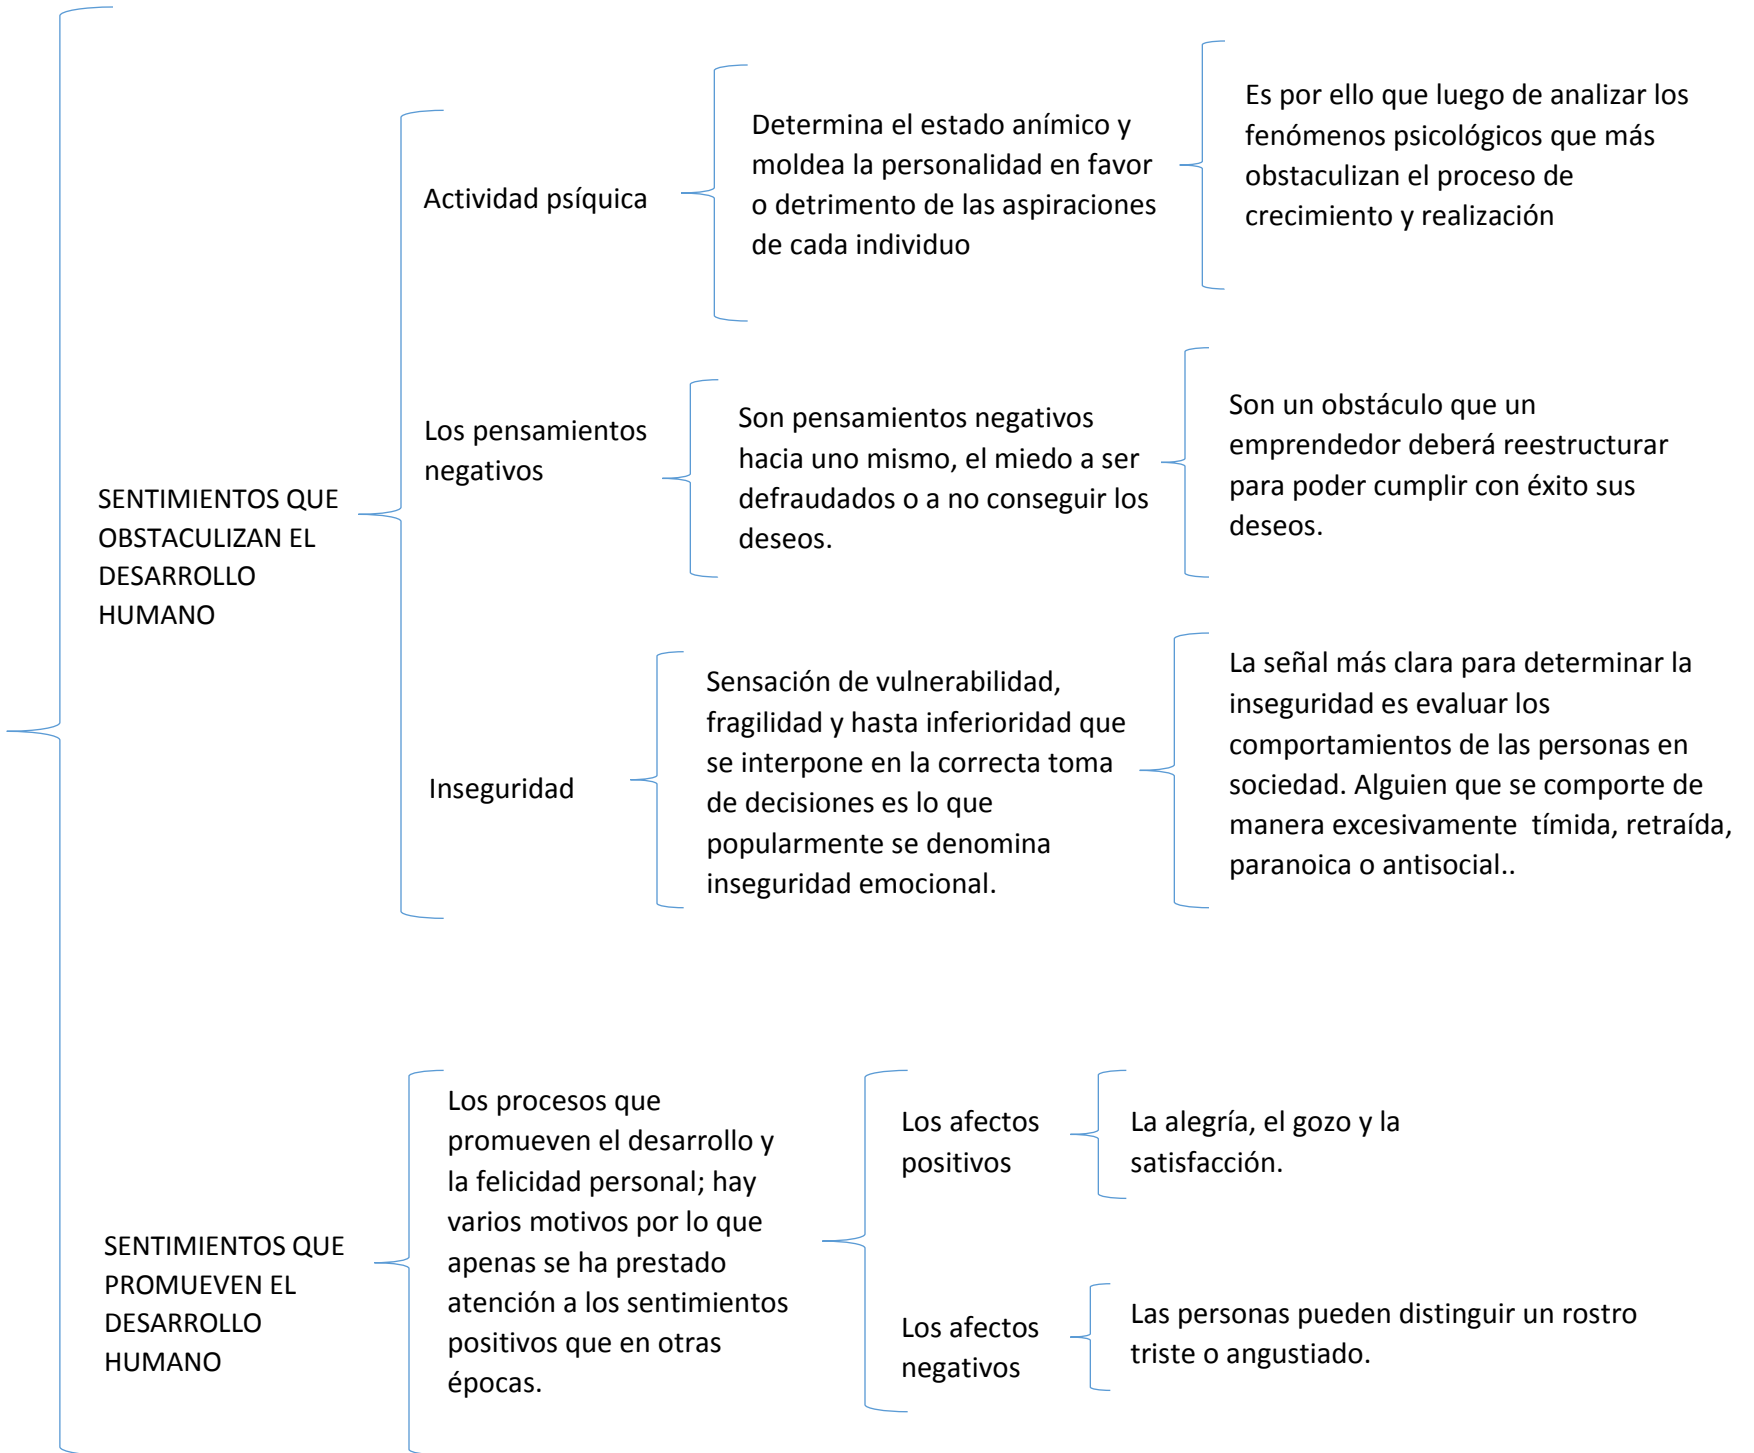 SENTIMIENTOS QUE
OBSTACULIZAN EL
DESARROLLO
HUMANO
Actividad psíquica
Determina el estado anímico y
moldea la personalidad en favor
o detrimento de las aspiraciones
de cada individuo
Es por ello que luego de analizar los
fenómenos psicológicos que más
obstaculizan el proceso de
crecimiento y realización
Los pensamientos
negativos
Son pensamientos negativos
hacia uno mismo, el miedo a ser
defraudados o a no conseguir los
deseos.
Son un obstáculo que un
emprendedor deberá reestructurar
para poder cumplir con éxito sus
deseos.
Inseguridad
Sensación de vulnerabilidad,
fragilidad y hasta inferioridad que
se interpone en la correcta toma
de decisiones es lo que
popularmente se denomina
inseguridad emocional.
La señal más clara para determinar la
inseguridad es evaluar los
comportamientos de las personas en
sociedad. Alguien que se comporte de
manera excesivamente  tímida, retraída,
paranoica o antisocial..
SENTIMIENTOS QUE
PROMUEVEN EL
DESARROLLO
HUMANO
Los procesos que
promueven el desarrollo y
la felicidad personal; hay
varios motivos por lo que
apenas se ha prestado
atención a los sentimientos
positivos que en otras
épocas.
Los afectos
positivos
La alegría, el gozo y la
satisfacción.
Los afectos
negativos
Las personas pueden distinguir un rostro
triste o angustiado.